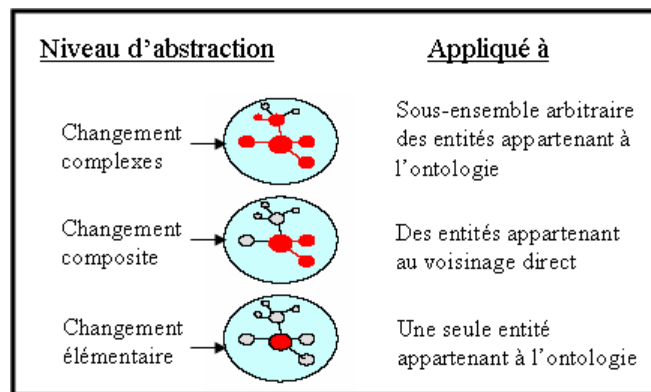 Niveau d’abstraction
Appliqué à
Changement
complexes
Sous-ensemble arbitraire
des entités appartenant à
l’ontologie
Changement
composite
Des entités appartenant
au voisinage direct
Changement
élémentaire
Une seule entité
appartenant à l’ontologie